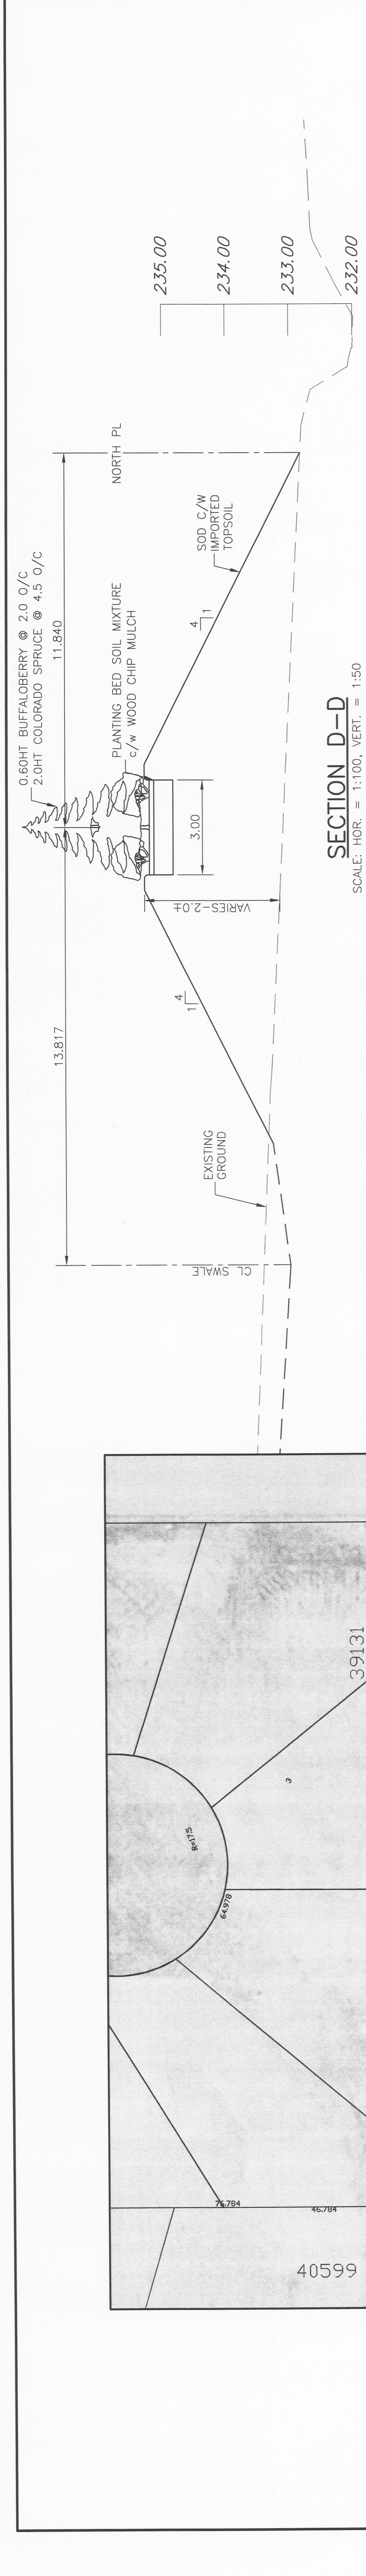 0.60HT BUFFALOBERRY @ 2.0 O/C
2.0HT COLORADO SPRUCE @ 4.5 O/C
13.817
11.840
NORTH PL
PLANTING BED SOIL MIXTURE
c/w WOOD CHIP MULCH
235.00
234.00
233.00
232.00
SOD C/W
IMPORTED
TOPSOIL
4
1
4
1
3.00
VARIES-2.0±
EXISTING
GROUND
CL SWALE
SECTION D-D
SCALE: HOR. = 1:100, VERT. = 1:50
R=17.5
64.978
3
39131
46.784
40599